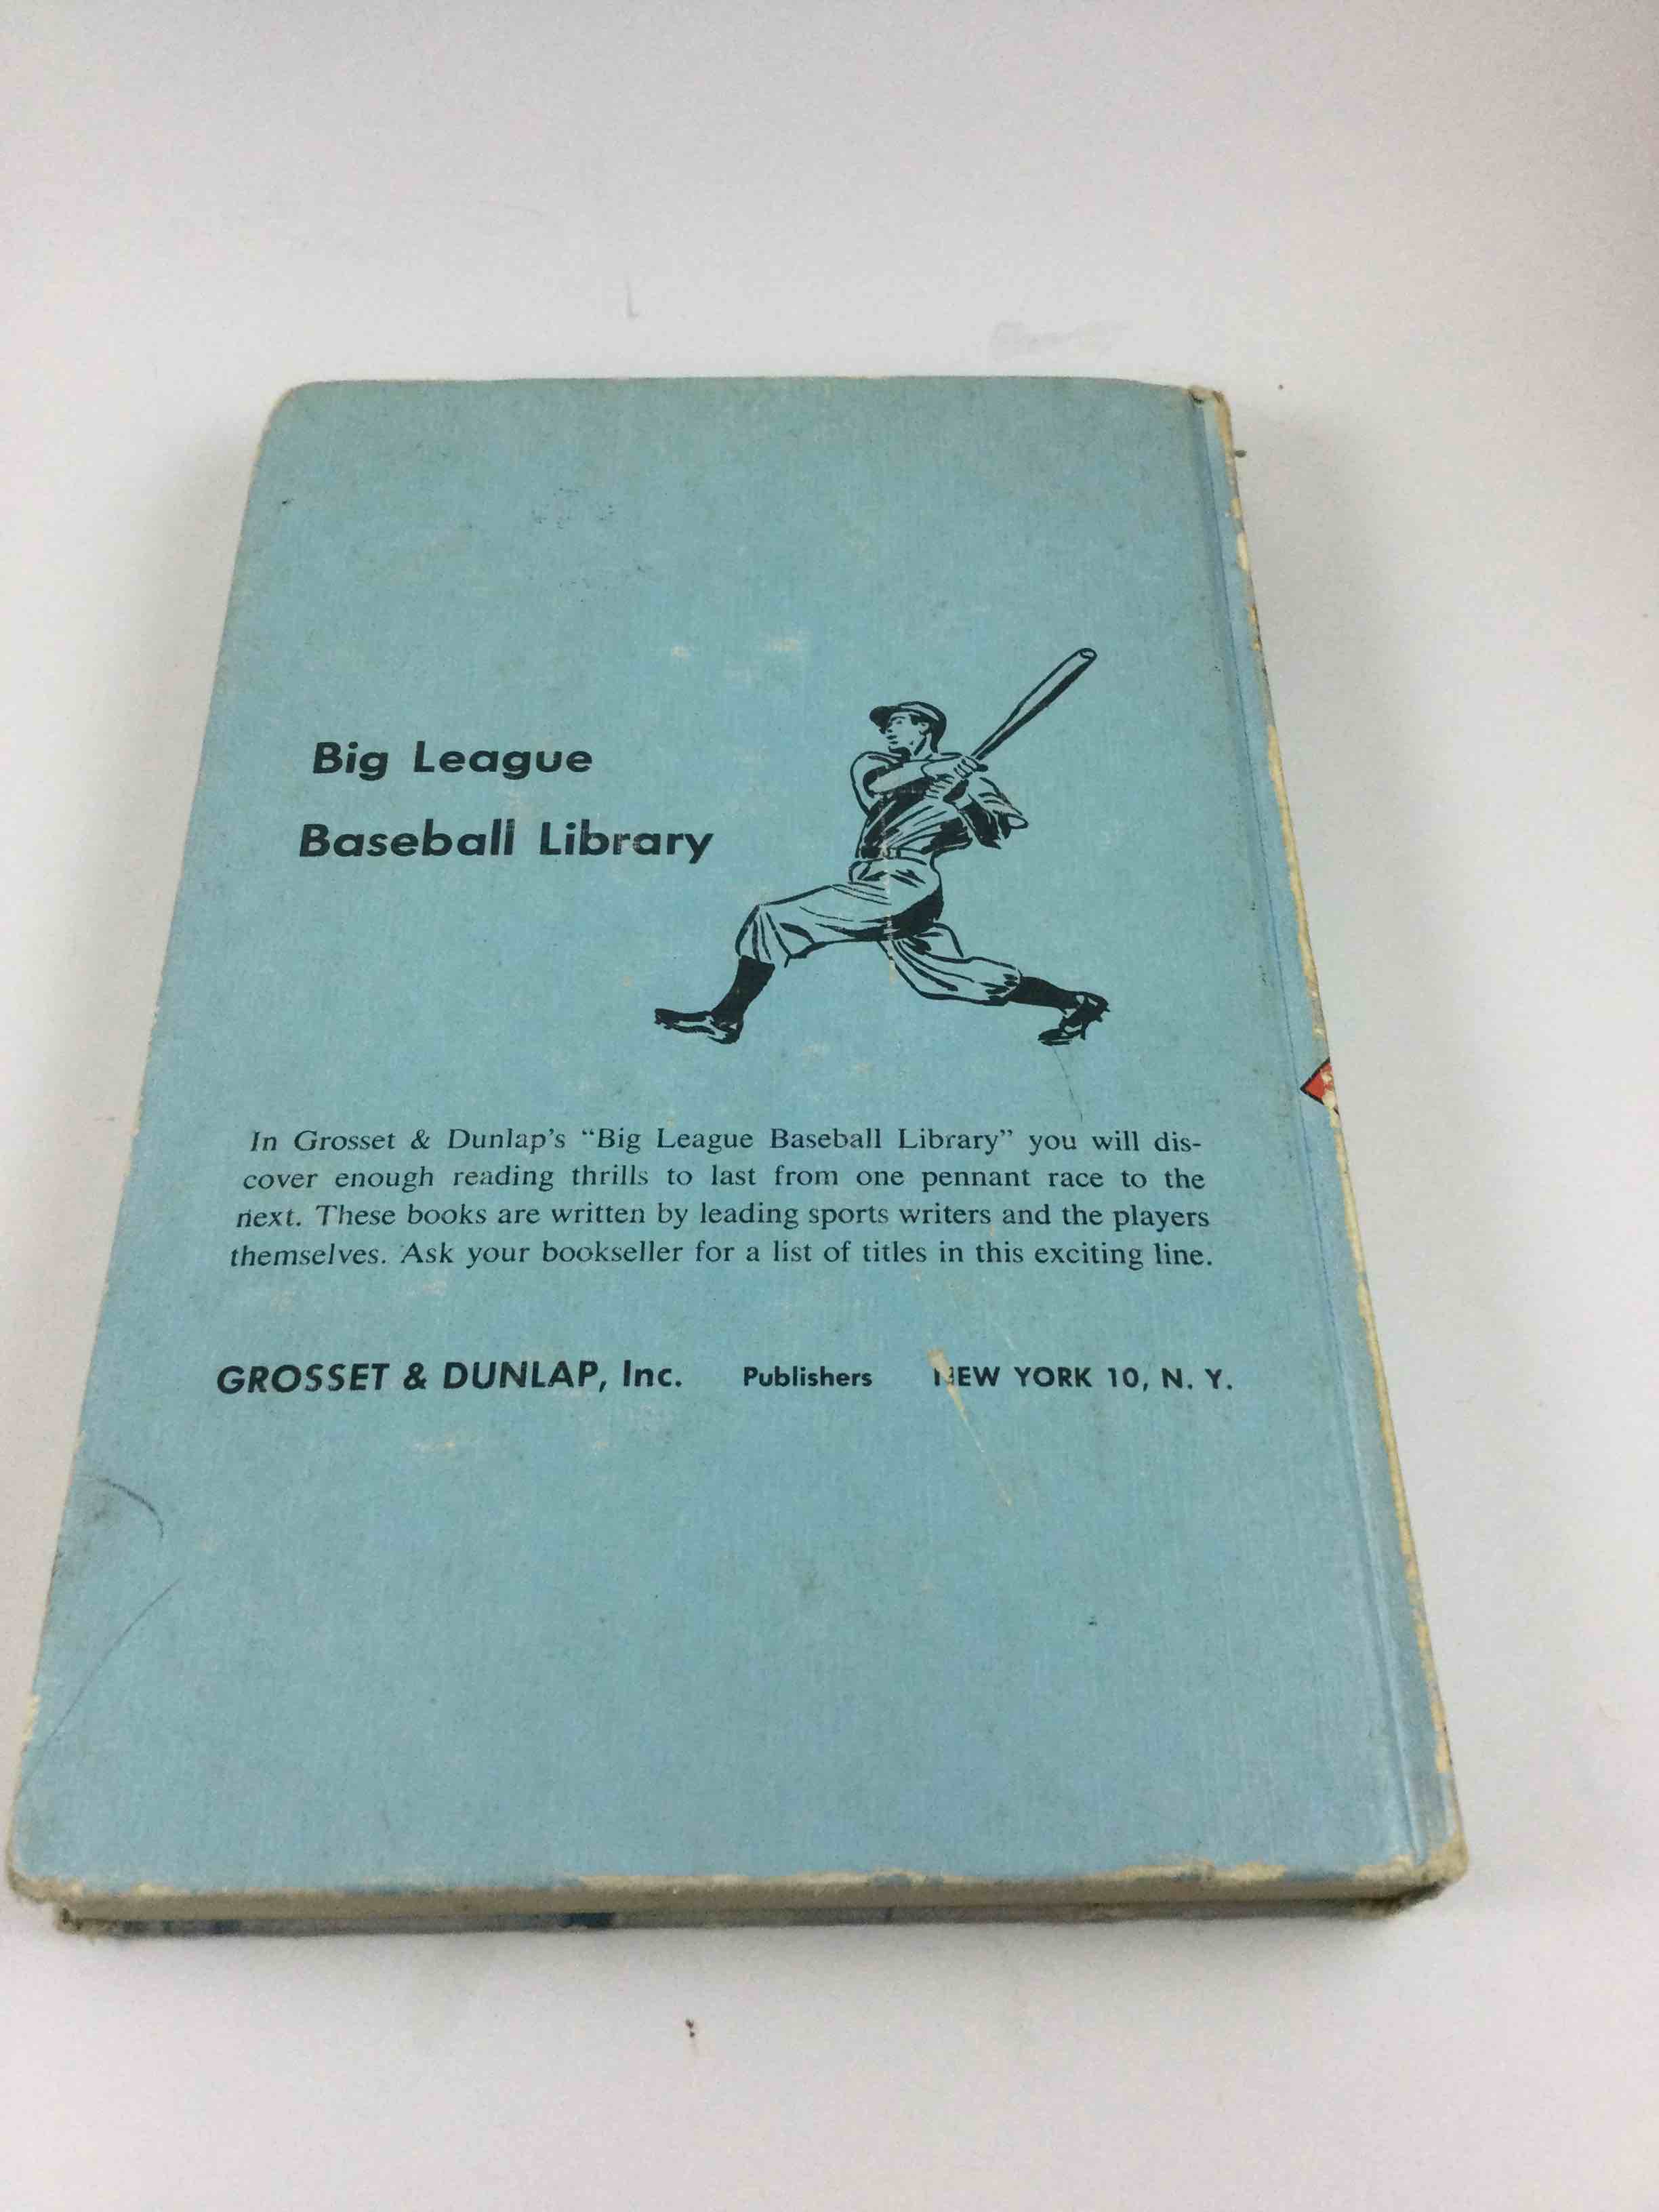 Big League
Baseball Library
In Grosset & Dunlap's “Big League Baseball Library” you will dis-
cover enough reading thrills to last from one pennant race to the
next. These books are written by leading sports writers and the players
themselves. Ask your bookseller for a list of titles in this exciting line.
GROSSET & DUNLAP, Inc. Publishers NEW YORK 10, N. Y.